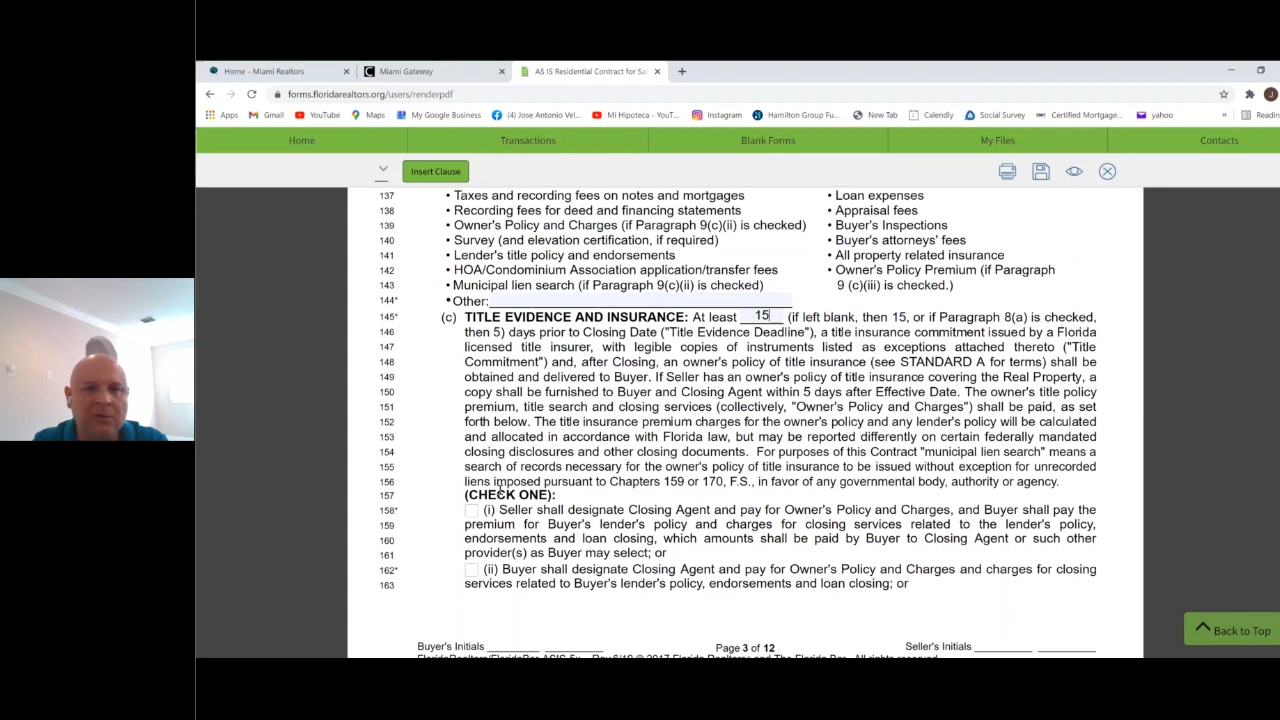 Home - Miami Realtors
Miami Gateway
AS IS Residential Contract for Sal
forms.floridarealtors.org/users/renderpdf
Apps Gmail YouTube Maps My Google Business (4) Jose Antonio Vel... Mi Hipoteca - YouT... Instagram Hamilton Group Fu... New Tab Calendly Social Survey Certified Mortgage... yahoo » Readin
Home Transactions Blank Forms My Files Contacts
Insert Clause
137 • Taxes and recording fees on notes and mortgages • Loan expenses
138 • Recording fees for deed and financing statements • Appraisal fees
139 • Owner's Policy and Charges (if Paragraph 9(c)(ii) is checked) • Buyer's Inspections
140 • Survey (and elevation certification, if required) • Buyer's attorneys' fees
141 • Lender's title policy and endorsements • All property related insurance
142 • HOA/Condominium Association application/transfer fees • Owner's Policy Premium (if Paragraph
143 • Municipal lien search (if Paragraph 9(c)(ii) is checked) 9 (c)(iii) is checked.)
144* • Other:
145* (c) TITLE EVIDENCE AND INSURANCE: At least 15 (if left blank, then 15, or if Paragraph 8(a) is checked,
146 then 5) days prior to Closing Date ("Title Evidence Deadline"), a title insurance commitment issued by a Florida
147 licensed title insurer, with legible copies of instruments listed as exceptions attached thereto ("Title
148 Commitment") and, after Closing, an owner's policy of title insurance (see STANDARD A for terms) shall be
149 obtained and delivered to Buyer. If Seller has an owner's policy of title insurance covering the Real Property, a
150 copy shall be furnished to Buyer and Closing Agent within 5 days after Effective Date. The owner's title policy
151 premium, title search and closing services (collectively, "Owner's Policy and Charges") shall be paid, as set
152 forth below. The title insurance premium charges for the owner's policy and any lender's policy will be calculated
153 and allocated in accordance with Florida law, but may be reported differently on certain federally mandated
154 closing disclosures and other closing documents. For purposes of this Contract "municipal lien search" means a
155 search of records necessary for the owner's policy of title insurance to be issued without exception for unrecorded
156 liens imposed pursuant to Chapters 159 or 170, F.S., in favor of any governmental body, authority or agency.
157 (CHECK ONE):
158* (i) Seller shall designate Closing Agent and pay for Owner's Policy and Charges, and Buyer shall pay the
159 premium for Buyer's lender's policy and charges for closing services related to the lender's policy,
160 endorsements and loan closing, which amounts shall be paid by Buyer to Closing Agent or such other
161 provider(s) as Buyer may select; or
162* (ii) Buyer shall designate Closing Agent and pay for Owner's Policy and Charges and charges for closing
163 services related to Buyer's lender's policy, endorsements and loan closing; or
Back to Top
Buyer's Initials Page 3 of 12 Seller's Initials